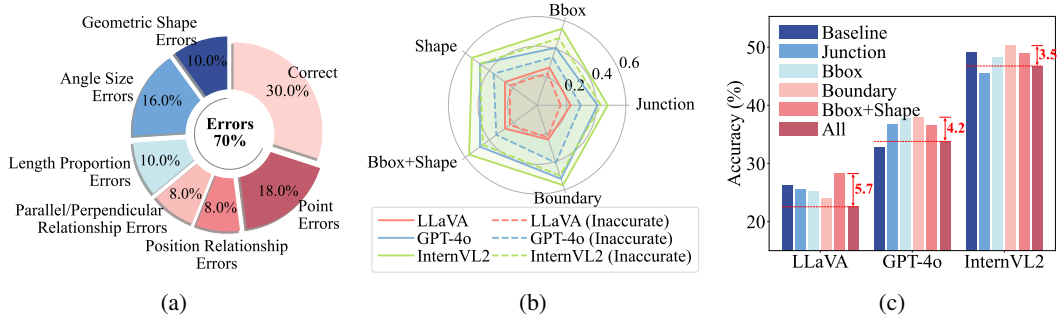 Geometric Shape
Errors
10.0%
Correct
30.0%
Angle Size
Errors
16.0%
Errors
70%
Length Proportion
Errors
10.0%
8.0%
Parallel/Perpendicular
Relationship Errors
8.0%
Position Relationship
Errors
18.0%
Point
Errors
(a)
Bbox
Shape
0.6
0.4
0.2
Junction
Bbox+Shape
Boundary
LLaVA
LLaVA (Inaccurate)
GPT-4o
GPT-4o (Inaccurate)
InternVL2
InternVL2 (Inaccurate)
(b)
Accuracy (%)
50
40
30
20
Baseline
Junction
Bbox
Boundary
Bbox+Shape
All
5.7
4.2
3.5
LLaVA
GPT-4o
InternVL2
(c)